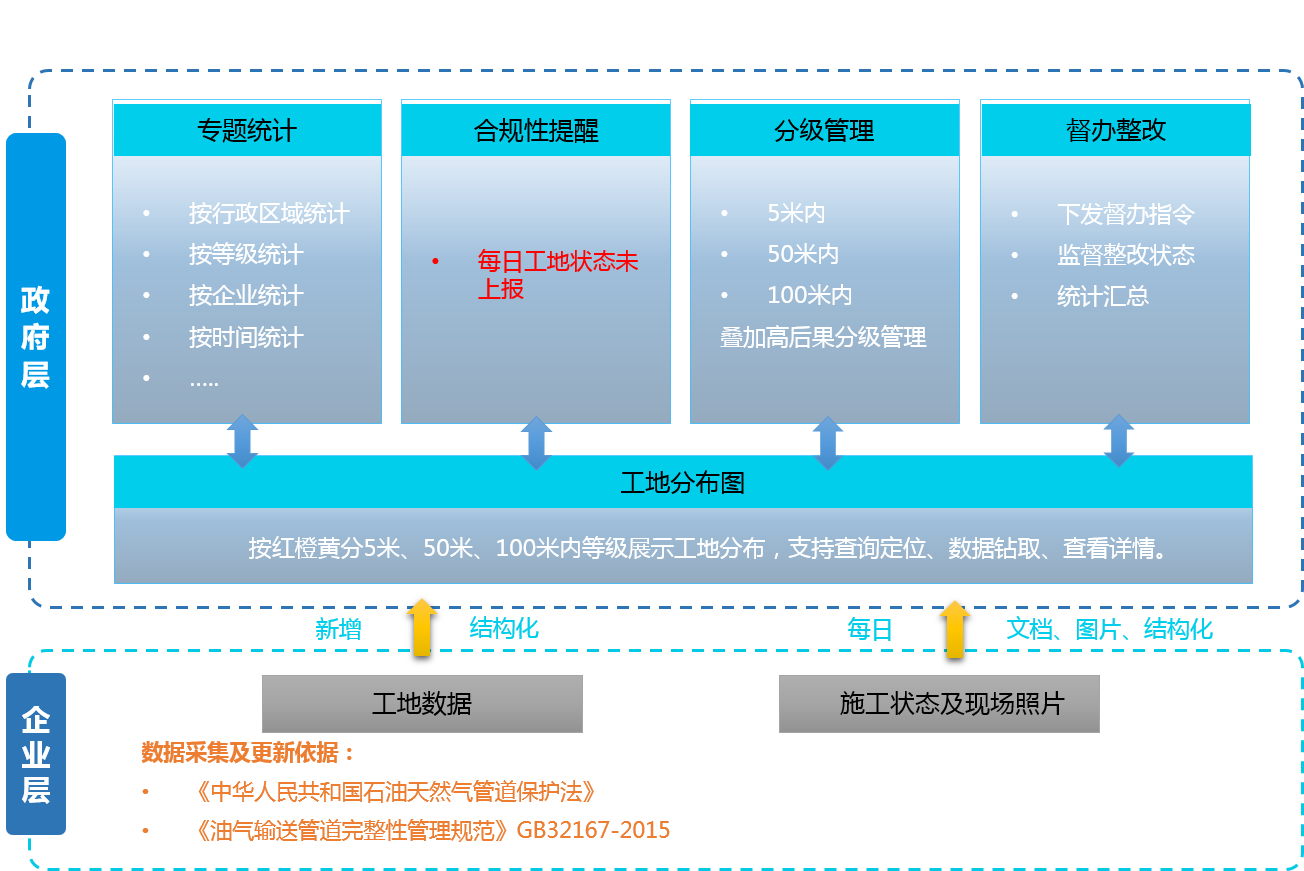 政府层
专题统计
• 按行政区域统计
• 按等级统计
• 按企业统计
• 按时间统计
• .....
合规性提醒
• 每日工地状态未
上报
分级管理
• 5米内
• 50米内
• 100米内
叠加高后果分级管理
督办整改
• 下发督办指令
• 监督整改状态
• 统计汇总
工地分布图
按红橙黄分5米、50米、100米内等级展示工地分布，支持查询定位、数据钻取、查看详情。
新增
结构化
每日
文档、图片、结构化
企业层
工地数据
施工状态及现场照片
数据采集及更新依据：
• 《中华人民共和国石油天然气管道保护法》
• 《油气输送管道完整性管理规范》GB32167-2015